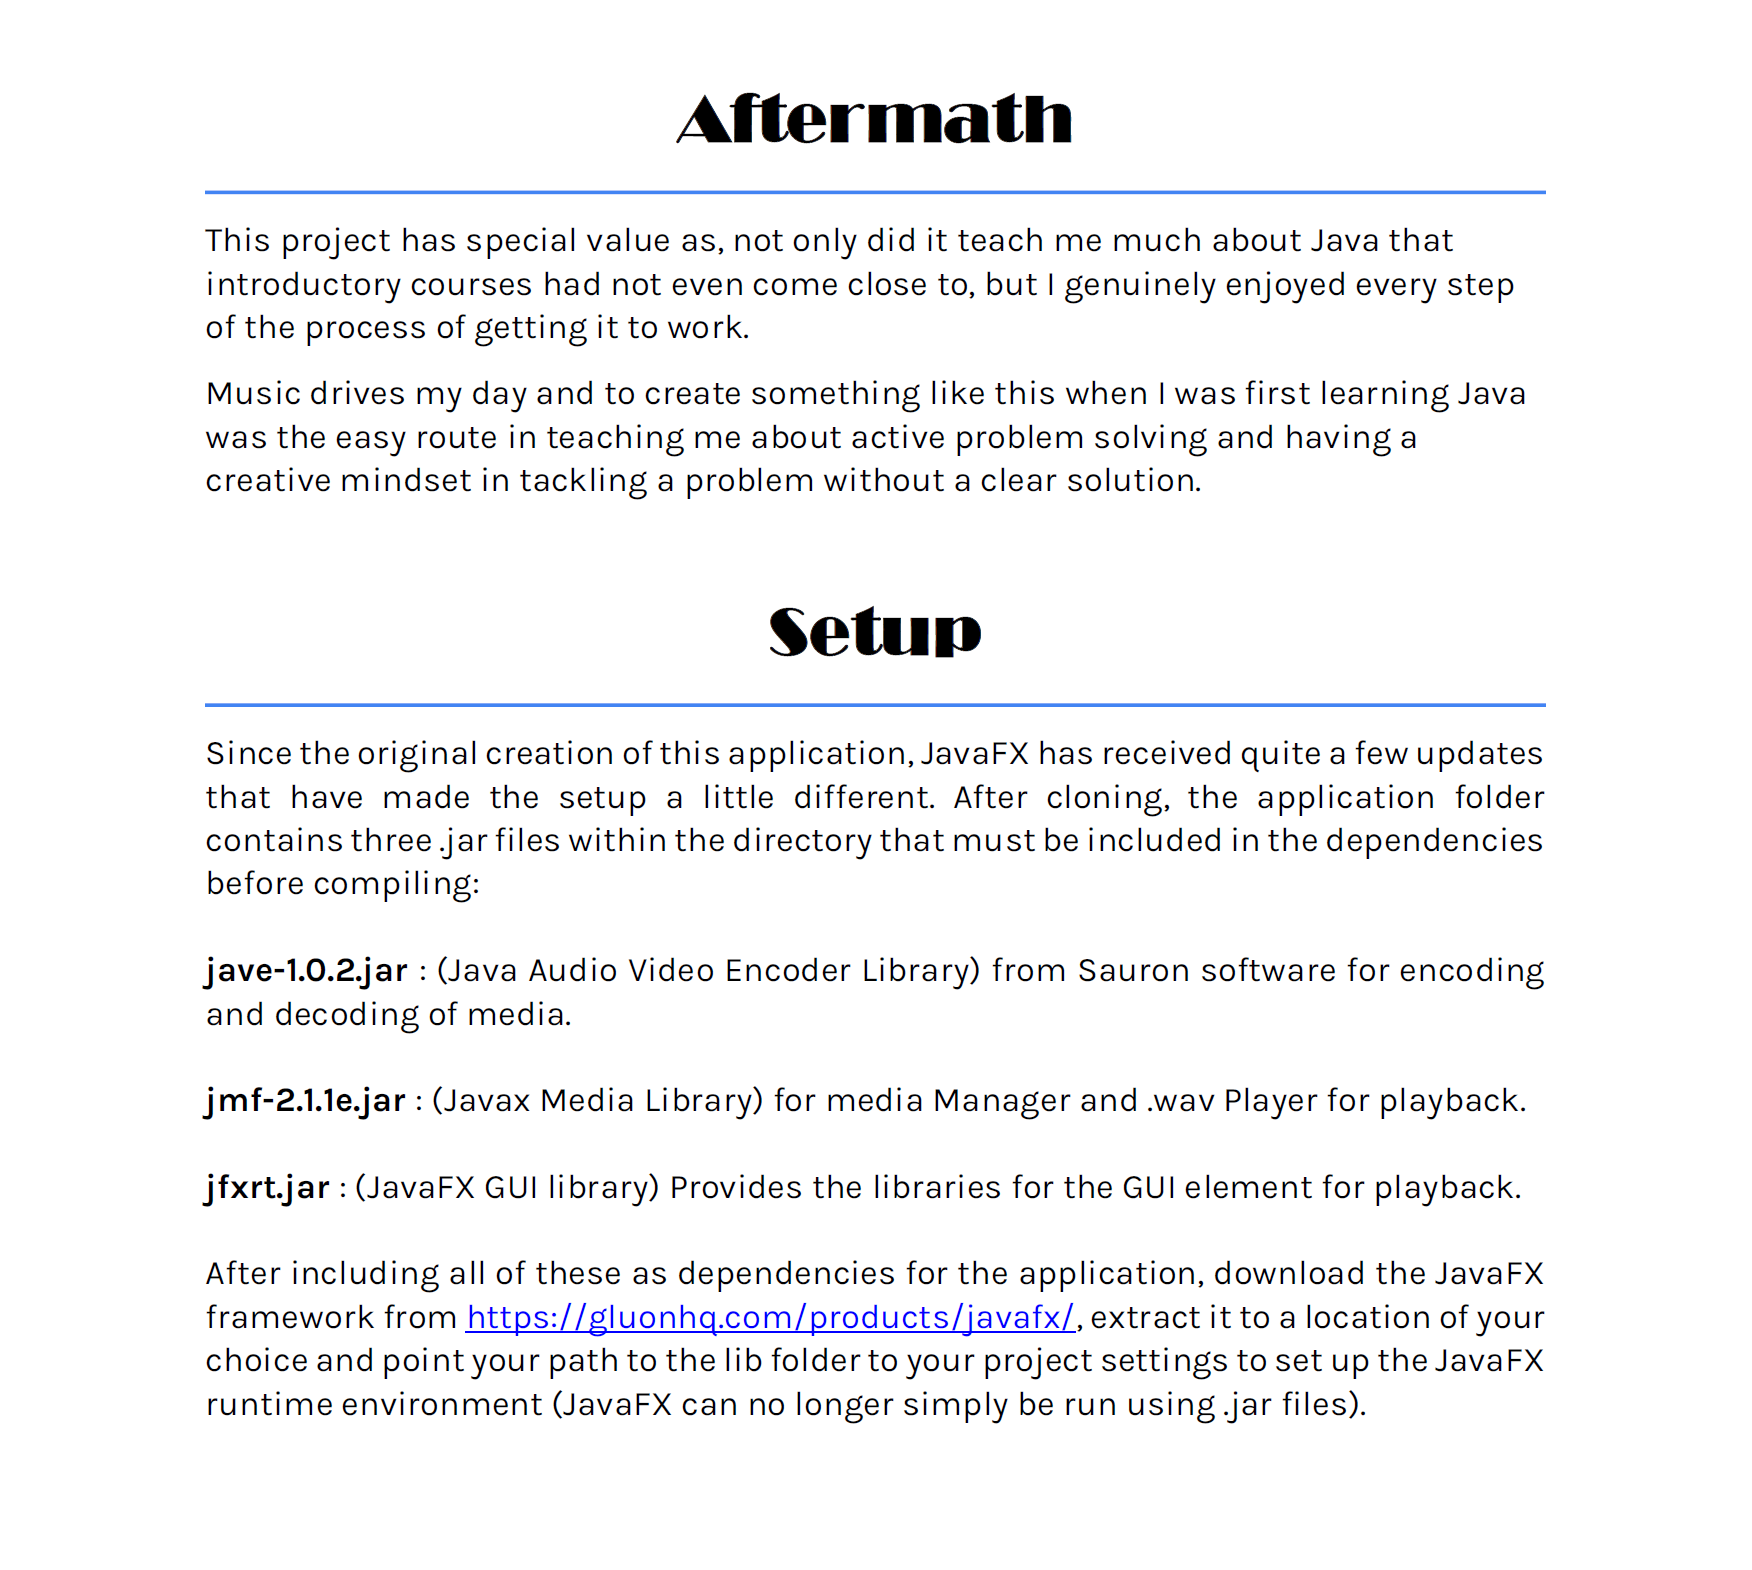 Aftermath
This project has special value as, not only did it teach me much about Java that
introductory courses had not even come close to, but I genuinely enjoyed every step
of the process of getting it to work.
Music drives my day and to create something like this when I was first learning Java
was the easy route in teaching me about active problem solving and having a
creative mindset in tackling a problem without a clear solution.
Setup
Since the original creation of this application, JavaFX has received quite a few updates
that have made the setup a little different. After cloning, the application folder
contains three .jar files within the directory that must be included in the dependencies
before compiling:
jave-1.0.2.jar : (Java Audio Video Encoder Library) from Sauron software for encoding
and decoding of media.
jmf-2.1.1e.jar : (Javax Media Library) for media Manager and .wav Player for playback.
jfxrt.jar : (JavaFX GUI library) Provides the libraries for the GUI element for playback.
After including all of these as dependencies for the application, download the JavaFX
framework from https://gluonhq.com/products/javafx/, extract it to a location of your
choice and point your path to the lib folder to your project settings to set up the JavaFX
runtime environment (JavaFX can no longer simply be run using .jar files).